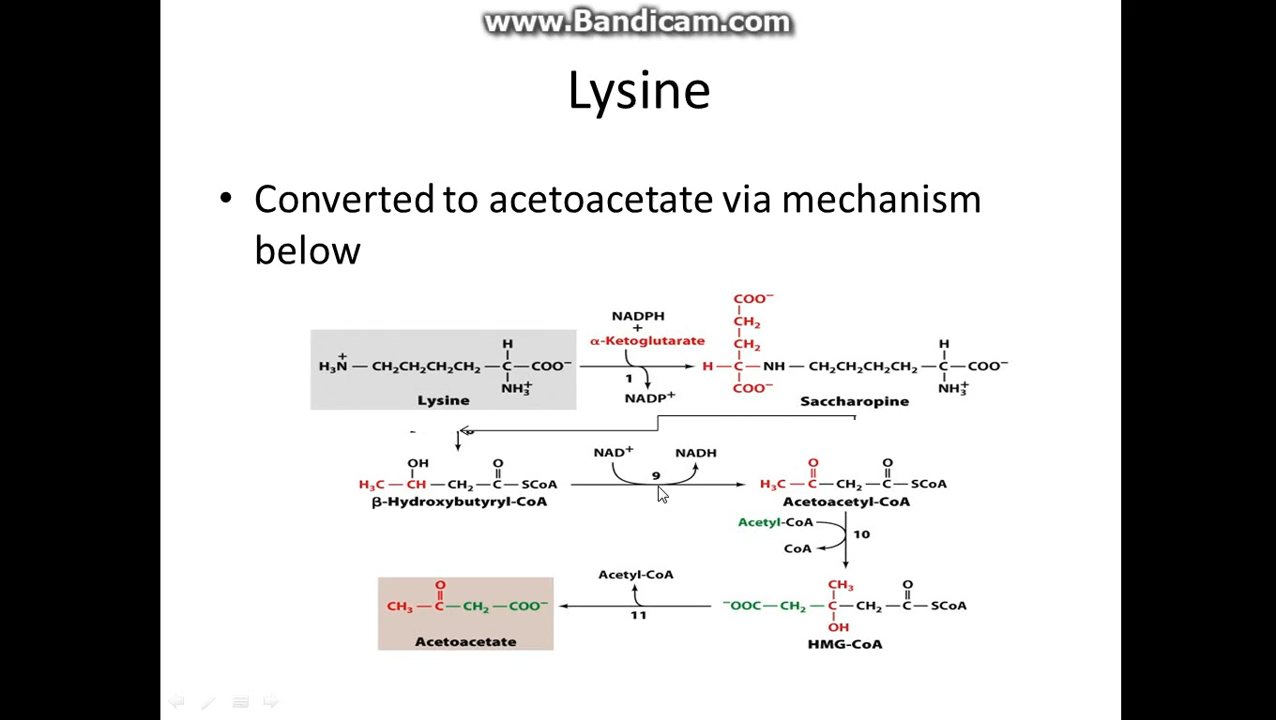 www.Bandicam.com
Lysine
• Converted to acetoacetate via mechanism
below
NADPH
+
α-Ketoglutarate
1
NADP⁺
H₃N⁺—CH₂CH₂CH₂CH₂—C—COO⁻
H
NH₃⁺
Lysine
COO⁻
CH₂
CH₂
H—C—NH—CH₂CH₂CH₂CH₂—C—COO⁻
COO⁻
H
NH₃⁺
Saccharopine
OH
O
H₃C—CH—CH₂—C—SCoA
β-Hydroxybutyryl-CoA
NAD⁺
NADH
9
O
O
H₃C—C—CH₂—C—SCoA
Acetoacetyl-CoA
Acetyl-CoA
10
CoA
CH₃
O
⁻OOC—CH₂—C—CH₂—C—SCoA
OH
HMG-CoA
Acetyl-CoA
11
O
CH₃—C—CH₂—COO⁻
Acetoacetate